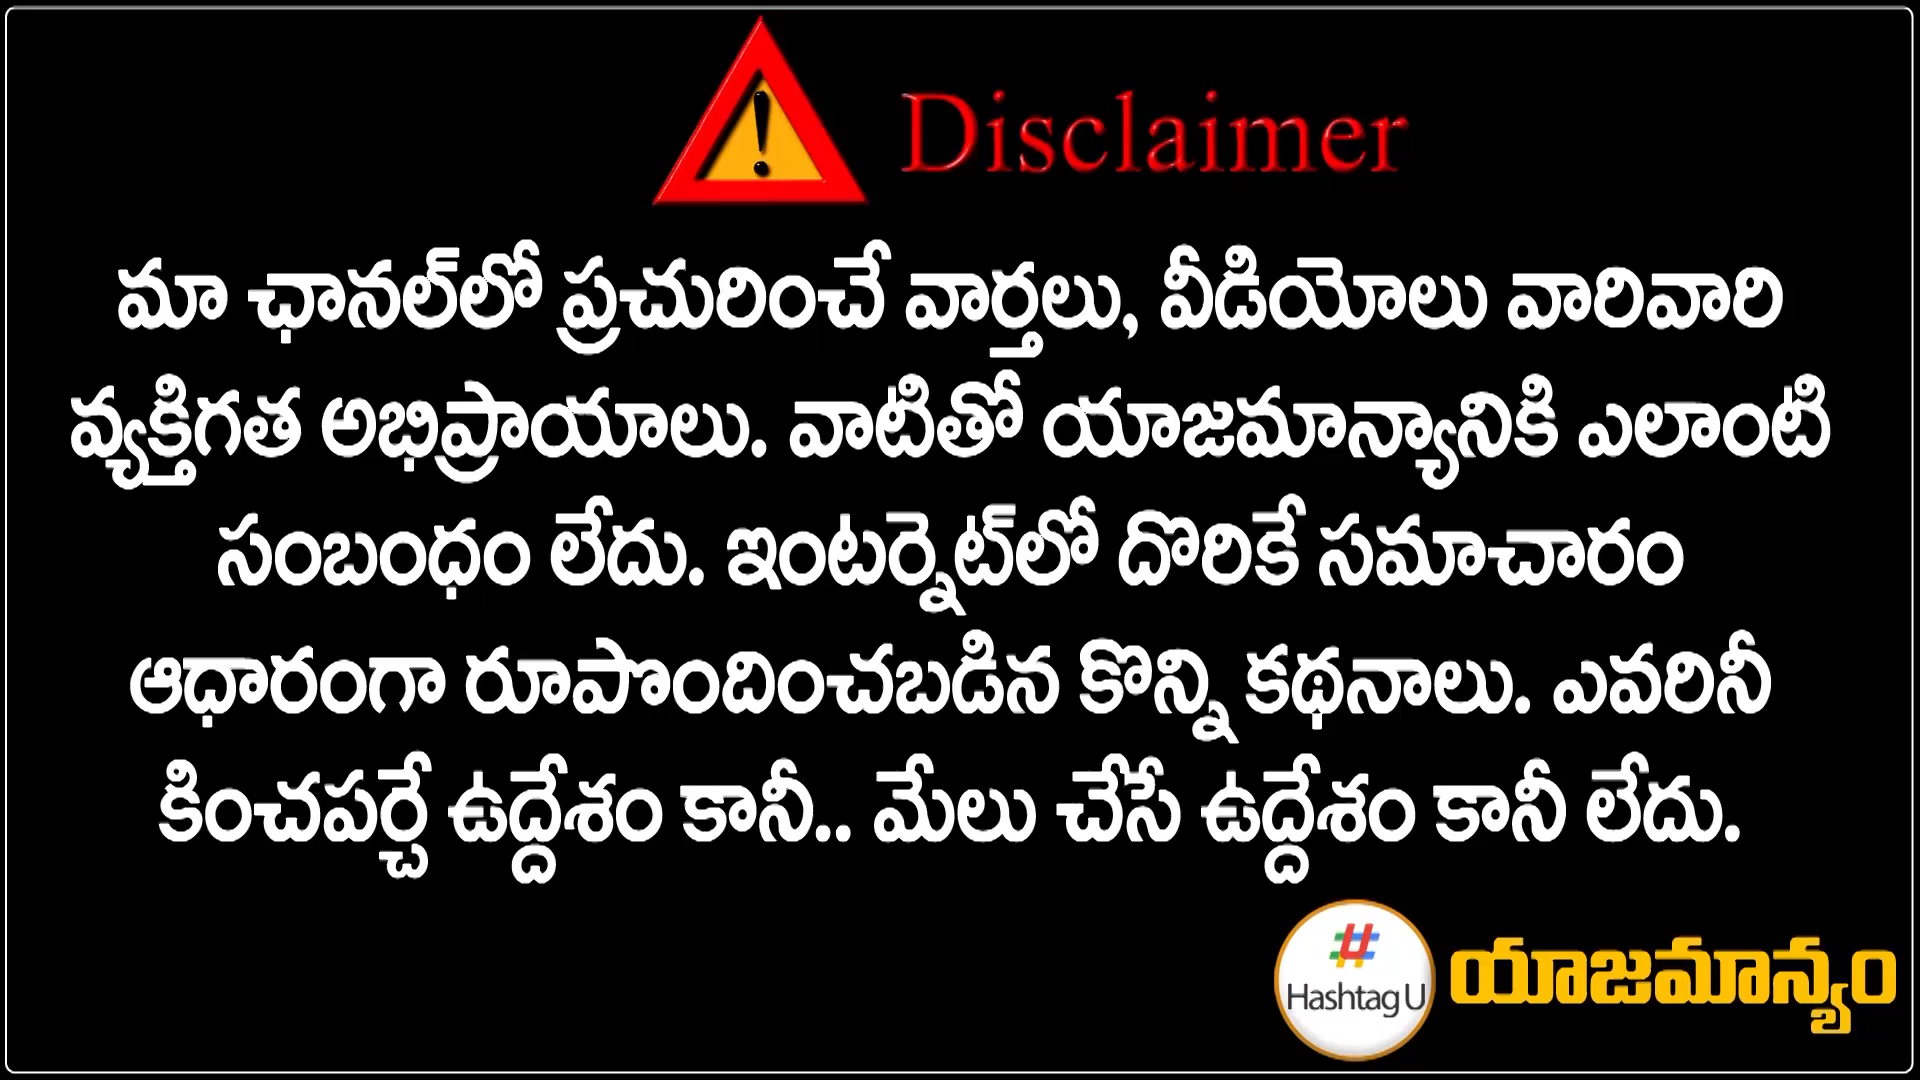 Disclaimer
మా ఛానల్‌లో ప్రచురించే వార్తలు, వీడియోలు వారివారి
వ్యక్తిగత అభిప్రాయాలు. వాటితో యాజమాన్యానికి ఎలాంటి
సంబంధం లేదు. ఇంటర్నెట్‌లో దొరికే సమాచారం
ఆధారంగా రూపొందించబడిన కొన్ని కథనాలు. ఎవరినీ
కించపర్చే ఉద్దేశం కానీ.. మేలు చేసే ఉద్దేశం కానీ లేదు.
# Hashtag U
యాజమాన్యం